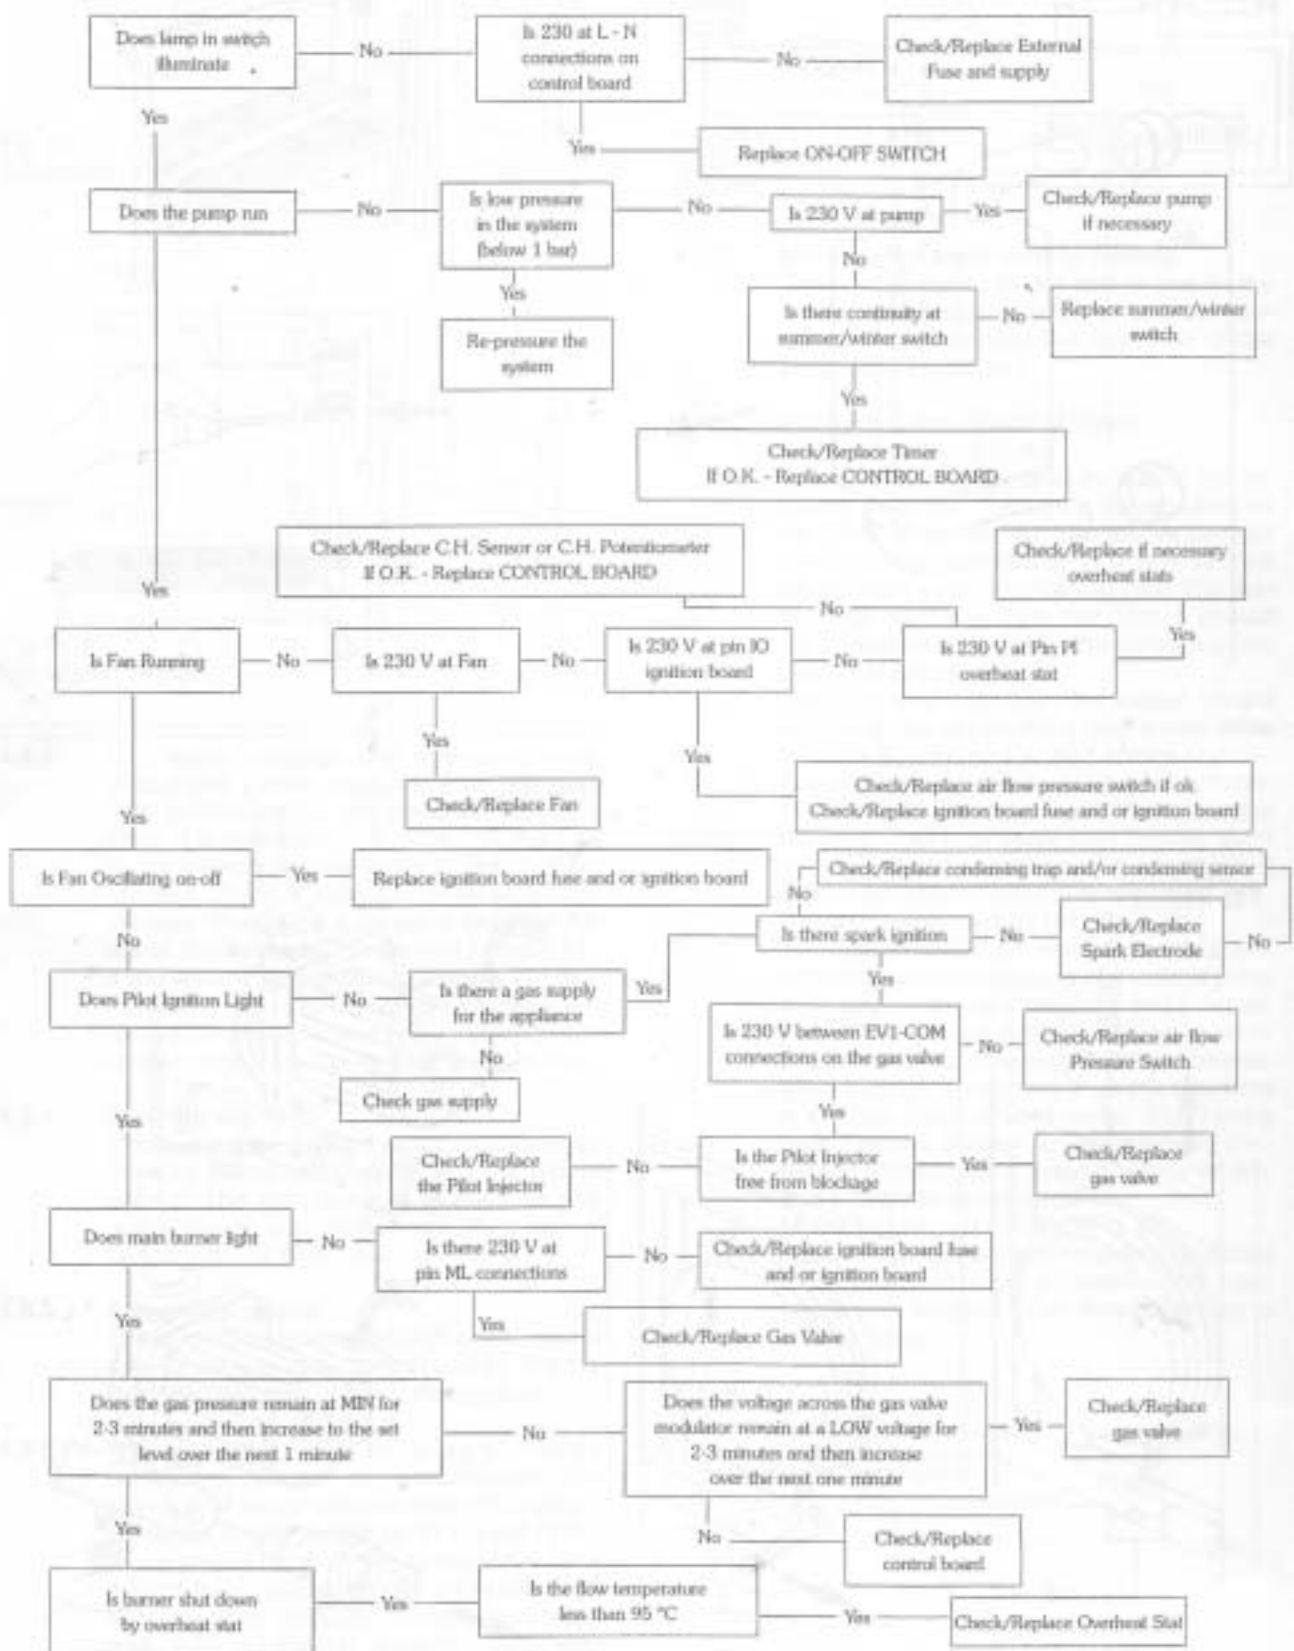 Does lamp in switch
illuminate
No
Is 230 at L - N
connections on
control board
No
Check/Replace External
Fuse and supply
Yes
Yes
Replace ON-OFF SWITCH
Does the pump run
No
Is low pressure
in the system
(below 1 bar)
No
Is 230 V at pump
Yes
Check/Replace pump
if necessary
No
Yes
Is there continuity at
summer/winter switch
No
Replace summer/winter
switch
Re-pressure the
system
Yes
Check/Replace Timer
If O.K. - Replace CONTROL BOARD
Check/Replace C.H. Sensor or C.H. Potentiometer
If O.K. - Replace CONTROL BOARD
Check/Replace if necessary
overheat stats
Yes
No
Yes
Is Fan Running
No
Is 230 V at Fan
No
Is 230 V at pin IO
ignition board
No
Is 230 V at Pin PI
overheat stat
Yes
Yes
Check/Replace Fan
Check/Replace air flow pressure switch if ok
Check/Replace ignition board fuse and or ignition board
Yes
Is Fan Oscillating on-off
Yes
Replace ignition board fuse and or ignition board
Check/Replace condensing trap and/or condensing sensor
No
No
Is there spark ignition
No
Check/Replace
Spark Electrode
No
Does Pilot Ignition Light
No
Is there a gas supply
for the appliance
Yes
Yes
No
Is 230 V between EV1-COM
connections on the gas valve
No
Check/Replace air flow
Pressure Switch
Check gas supply
Yes
Yes
Check/Replace
the Pilot Injector
No
Is the Pilot Injector
free from blockage
Yes
Check/Replace
gas valve
Does main burner light
No
Is there 230 V at
pin ML connections
No
Check/Replace ignition board fuse
and or ignition board
Yes
Yes
Check/Replace Gas Valve
Does the gas pressure remain at MIN for
2-3 minutes and then increase to the set
level over the next 1 minute
No
Does the voltage across the gas valve
modulator remain at a LOW voltage for
2-3 minutes and then increase
over the next one minute
Yes
Check/Replace
gas valve
Yes
No
Check/Replace
control board
Is burner shut down
by overheat stat
Yes
Is the flow temperature
less than 95 °C
Yes
Check/Replace Overheat Stat